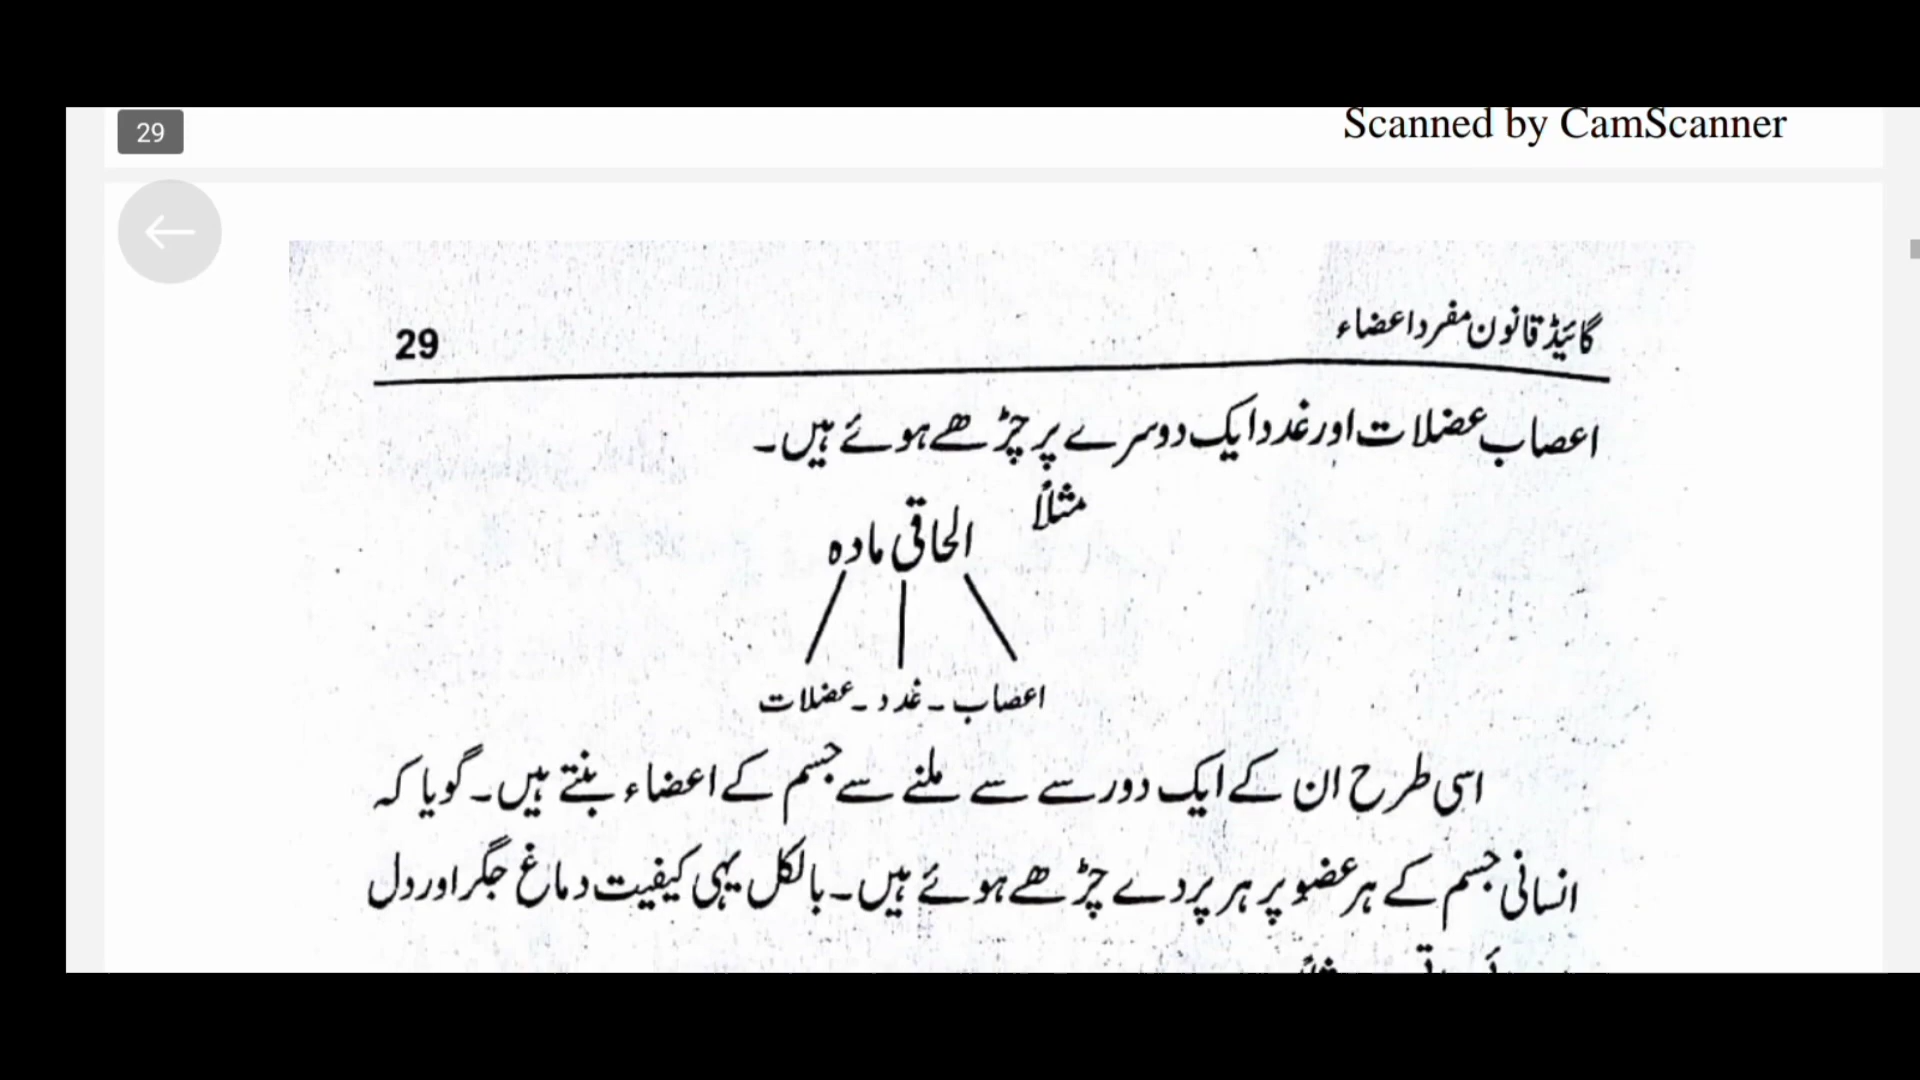 29
Scanned by CamScanner
گائیڈ قانون مفرد اعضاء
29
اعصاب عضلات اور غدد ایک دوسرے پر چڑھے ہوئے ہیں۔
مثلاً
الحاقی مادہ
اعصاب ۔ غدد ۔ عضلات
اسی طرح ان کے ایک دورسے سے ملنے سے جسم کے اعضاء بنتے ہیں۔ گویا کہ
انسانی جسم کے ہر عضو پر ہر پردے چڑھے ہوئے ہیں۔ بالکل یہی کیفیت دماغ جگر اور دل